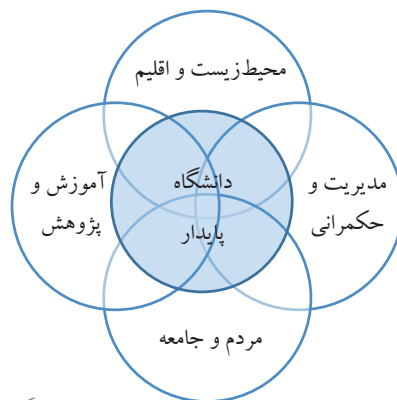 محیط‌زیست و اقلیم
مدیریت و
حکمرانی
دانشگاه
پایدار
آموزش و
پژوهش
مردم و جامعه